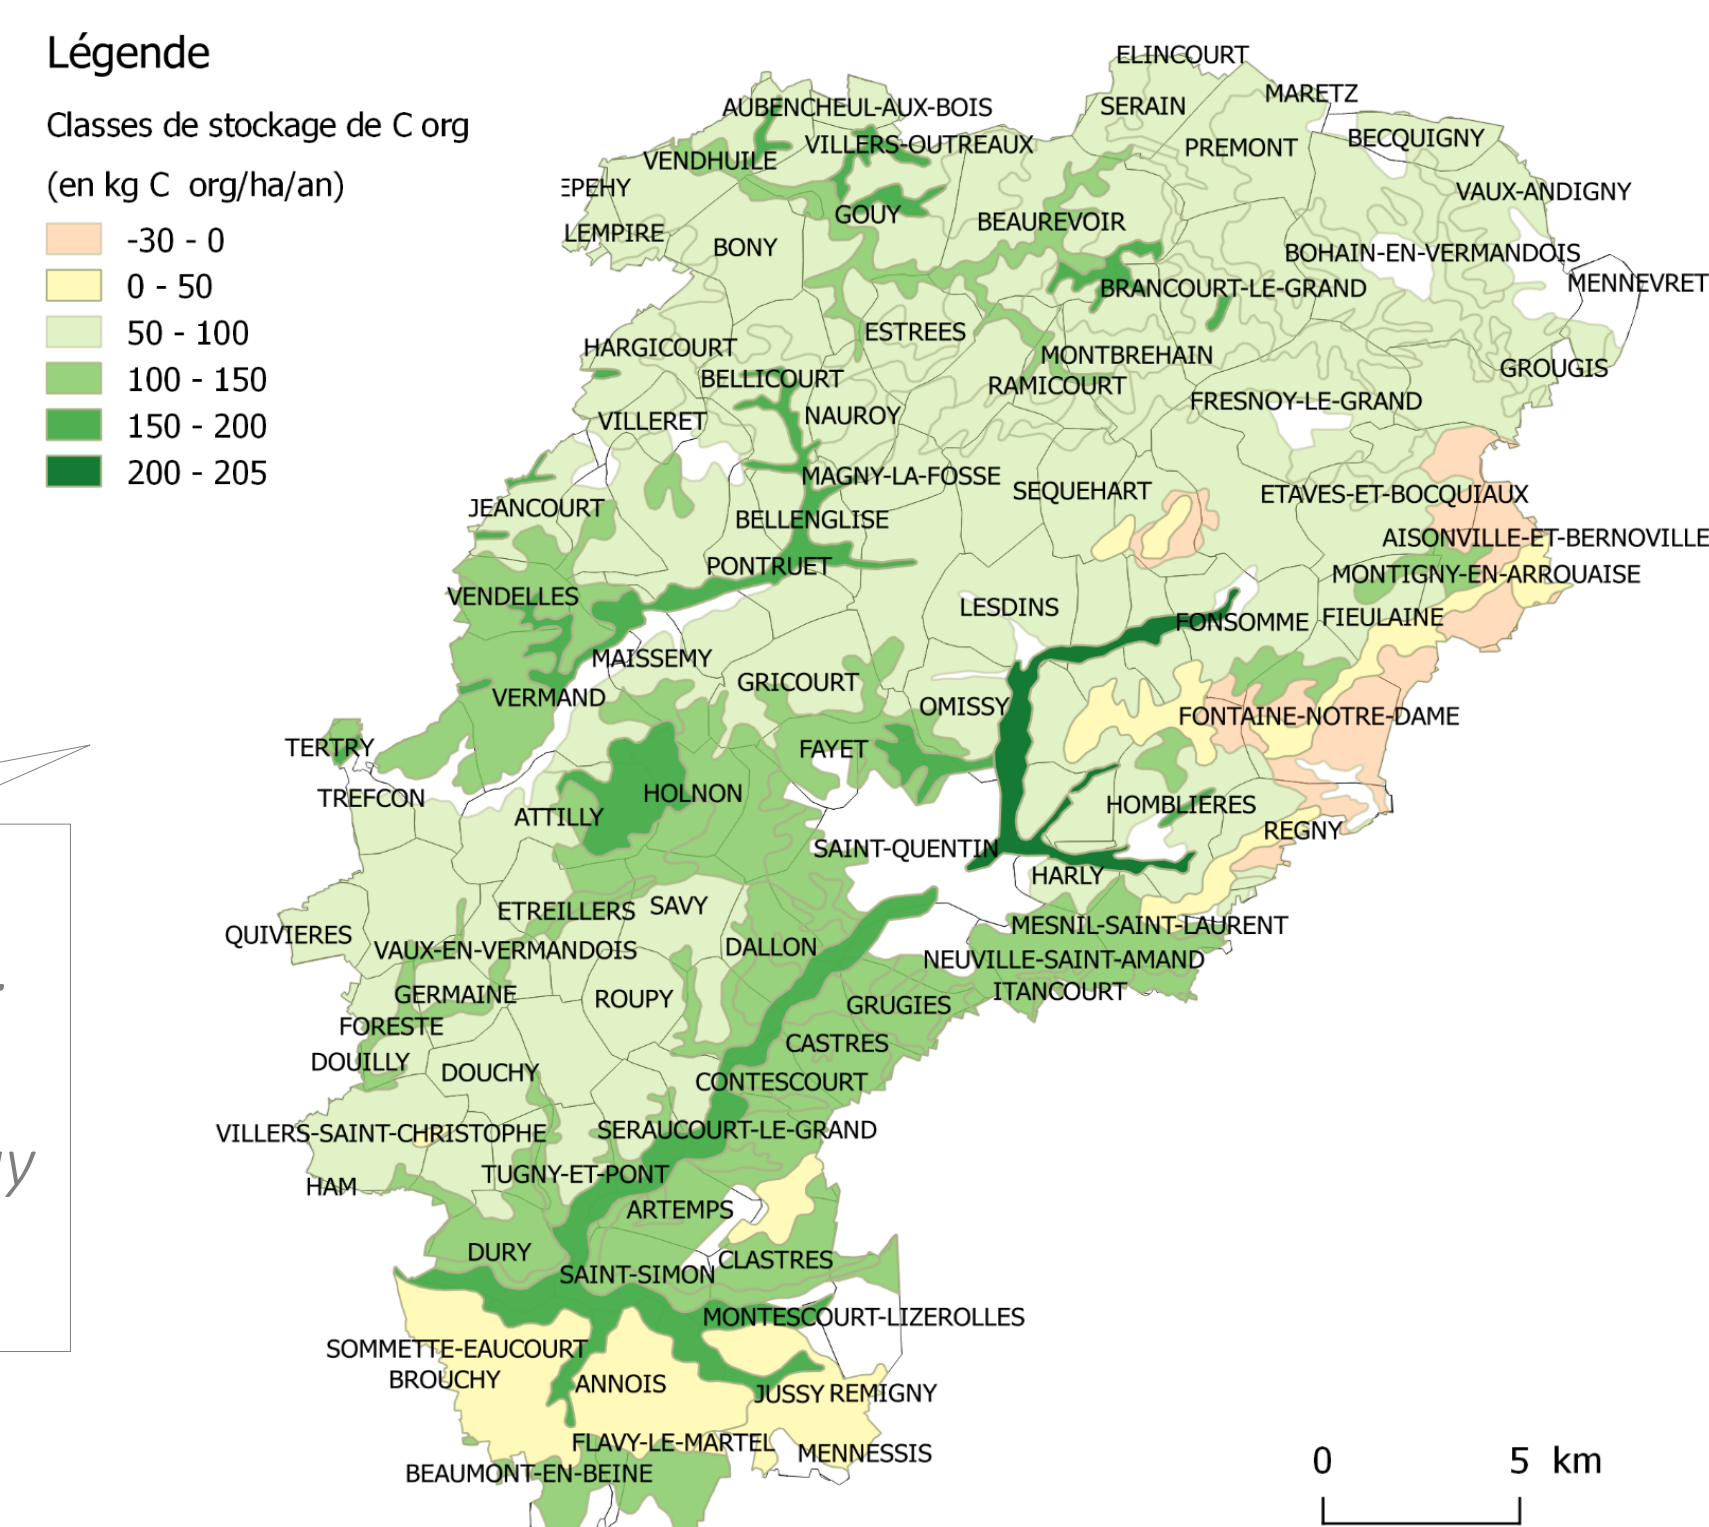 Légende
Classes de stockage de C org
(en kg C org/ha/an)
-30 - 0
0 - 50
50 - 100
100 - 150
150 - 200
200 - 205
ELINCOURT
MARETZ
AUBENCHEUL-AUX-BOIS
SERAIN
BECQUIGNY
VILLERS-OUTREAUX
PREMONT
VENDHUILE
EPEHY
VAUX-ANDIGNY
GOUY
BEAUREVOIR
LEMPIRE
BONY
BOHAIN-EN-VERMANDOIS
MENNEVRET
BRANCOURT-LE-GRAND
ESTREES
HARGICOURT
MONTBREHAIN
GROUGIS
BELLICOURT
RAMICOURT
FRESNOY-LE-GRAND
VILLERET
NAUROY
MAGNY-LA-FOSSE
SEQUEHART
ETAVES-ET-BOCQUIAUX
JEANCOURT
BELLENGLISE
AISONVILLE-ET-BERNOVILLE
PONTRUET
MONTIGNY-EN-ARROUAISE
VENDELLES
LESDINS
FONSOMME
FIEULAINE
MAISSEMY
GRICOURT
VERMAND
OMISSY
FONTAINE-NOTRE-DAME
TERTRY
FAYET
HOLNON
TREFCON
HOMBLIERES
ATTILLY
REGNY
SAINT-QUENTIN
HARLY
ETREILLERS
SAVY
MESNIL-SAINT-LAURENT
QUIVIERES
VAUX-EN-VERMANDOIS
DALLON
NEUVILLE-SAINT-AMAND
ITANCOURT
GERMAINE
ROUPY
GRUGIES
FORESTE
CASTRES
DOUILLY
DOUCHY
CONTESCOURT
VILLERS-SAINT-CHRISTOPHE
SERAUCOURT-LE-GRAND
TUGNY-ET-PONT
HAM
ARTEMPS
DURY
CLASTRES
SAINT-SIMON
MONTESCOURT-LIZEROLLES
SOMMETTE-EAUCOURT
BROUCHY
ANNOIS
JUSSY
REMIGNY
FLAVY-LE-MARTEL
MENNESSIS
BEAUMONT-EN-BEINE
0 5 km